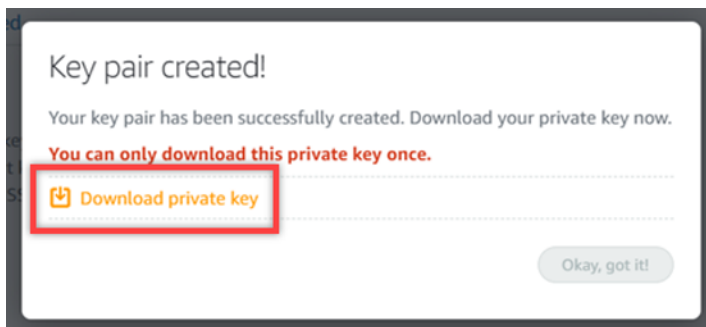 ed
Key pair created!
Your key pair has been successfully created. Download your private key now.
You can only download this private key once.
Download private key
Okay, got it!